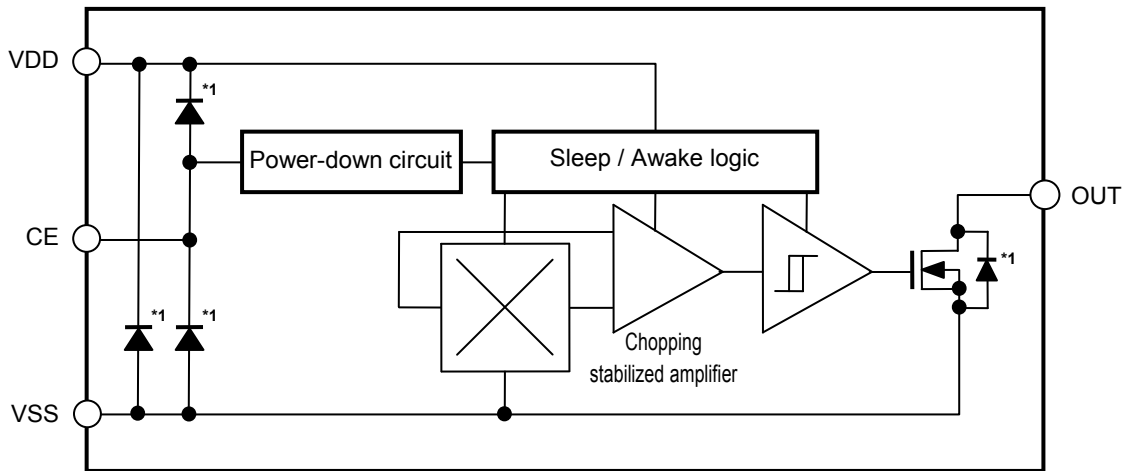 VDD
*1
Power-down circuit
Sleep / Awake logic
OUT
CE
*1
*1
*1
Chopping
stabilized amplifier
VSS